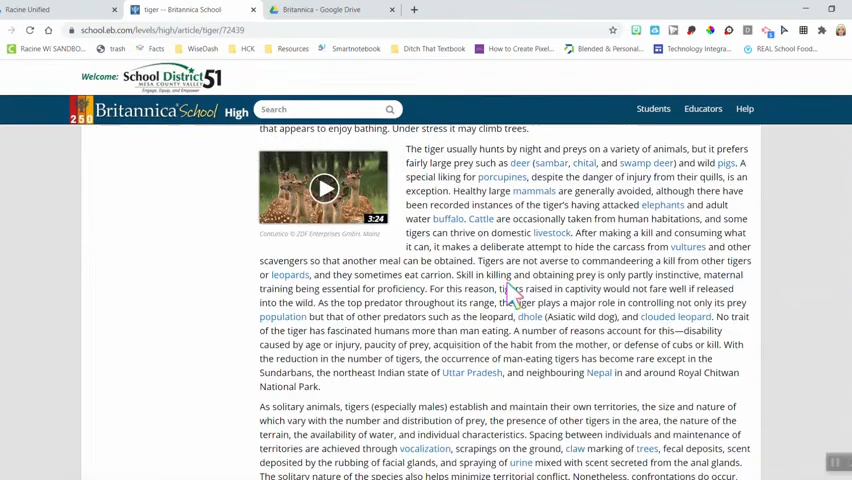 Racine Unified
tiger -- Britannica School
Britannica - Google Drive
school.eb.com/levels/high/article/tiger/72439
Racine WI SANDBO...
trash
Facts
WiseDash
HCK
Resources
Smartnotebook
Ditch That Textbook
How to Create Pixel...
Blended & Personal...
Technology Integra...
REAL School Food...
Welcome:
School District 51
MESA COUNTY VALLEY
Engage, Equip, and Empower
250
Britannica School High
Search
Students
Educators
Help
that appears to enjoy bathing. Under stress it may climb trees.
The tiger usually hunts by night and preys on a variety of animals, but it prefers
fairly large prey such as deer (sambar, chital, and swamp deer) and wild pigs. A
special liking for porcupines, despite the danger of injury from their quills, is an
exception. Healthy large mammals are generally avoided, although there have
been recorded instances of the tiger's having attacked elephants and adult
water buffalo. Cattle are occasionally taken from human habitations, and some
tigers can thrive on domestic livestock. After making a kill and consuming what
it can, it makes a deliberate attempt to hide the carcass from vultures and other
3:24
Contunico © ZDF Enterprises GmbH, Mainz
scavengers so that another meal can be obtained. Tigers are not averse to commandeering a kill from other tigers
or leopards, and they sometimes eat carrion. Skill in killing and obtaining prey is only partly instinctive, maternal
training being essential for proficiency. For this reason, tigers raised in captivity would not fare well if released
into the wild. As the top predator throughout its range, the tiger plays a major role in controlling not only its prey
population but that of other predators such as the leopard, dhole (Asiatic wild dog), and clouded leopard. No trait
of the tiger has fascinated humans more than man eating. A number of reasons account for this—disability
caused by age or injury, paucity of prey, acquisition of the habit from the mother, or defense of cubs or kill. With
the reduction in the number of tigers, the occurrence of man-eating tigers has become rare except in the
Sundarbans, the northeast Indian state of Uttar Pradesh, and neighbouring Nepal in and around Royal Chitwan
National Park.
As solitary animals, tigers (especially males) establish and maintain their own territories, the size and nature of
which vary with the number and distribution of prey, the presence of other tigers in the area, the nature of the
terrain, the availability of water, and individual characteristics. Spacing between individuals and maintenance of
territories are achieved through vocalization, scrapings on the ground, claw marking of trees, fecal deposits, scent
deposited by the rubbing of facial glands, and spraying of urine mixed with scent secreted from the anal glands.
The solitary nature of the species also helps minimize territorial conflict. Nonetheless, confrontations do occur,